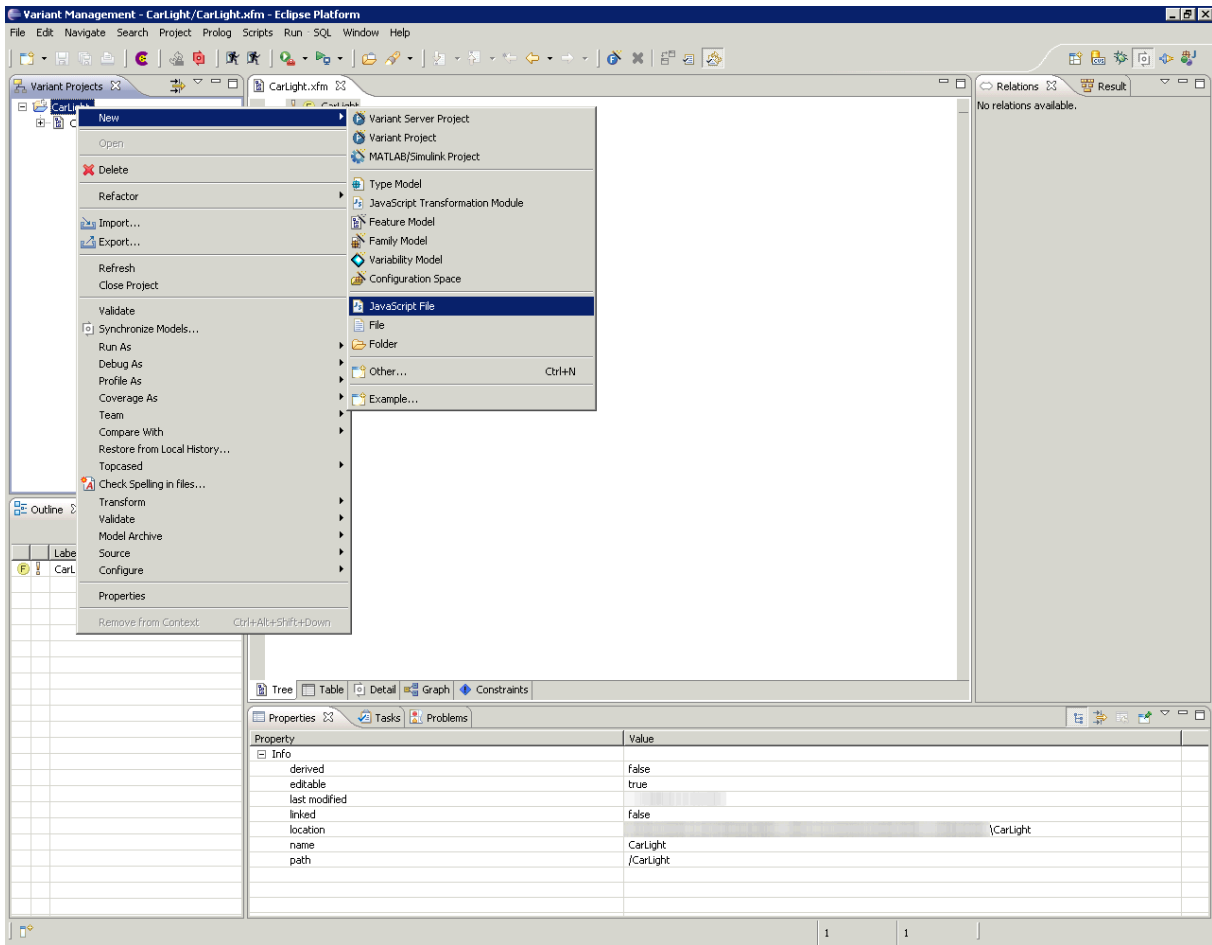 Variant Management - CarLight/CarLight.xfm - Eclipse Platform
File Edit Navigate Search Project Prolog Scripts Run SQL Window Help
Variant Projects
CarLight.xfm
Relations
Result
CarLight
No relations available.
New
Open
Delete
Refactor
Import...
Export...
Refresh
Close Project
Validate
Synchronize Models...
Run As
Debug As
Profile As
Coverage As
Team
Compare With
Restore from Local History...
Topcased
Check Spelling in files...
Transform
Validate
Model Archive
Source
Configure
Properties
Remove from Context Ctrl+Alt+Shift+Down
Variant Server Project
Variant Project
MATLAB/Simulink Project
Type Model
JavaScript Transformation Module
Feature Model
Family Model
Variability Model
Configuration Space
JavaScript File
File
Folder
Other... Ctrl+N
Example...
Outline
Labe
CarL
Tree Table Detail Graph Constraints
Properties Tasks Problems
Property Value
Info
derived false
editable true
last modified
linked false
location \CarLight
name CarLight
path /CarLight
1 1